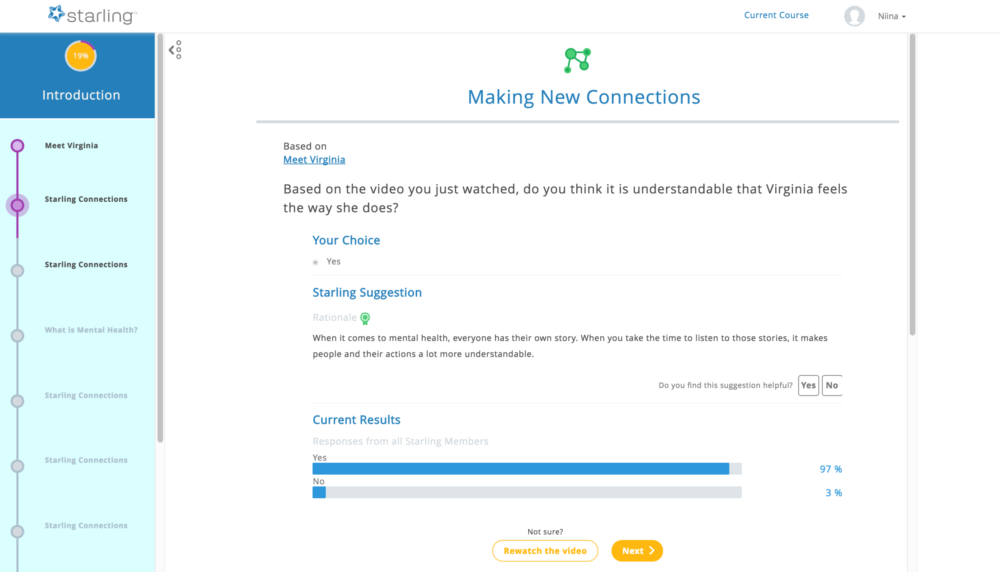 starling™
Current Course
Niina
19%
Introduction
Meet Virginia
Starling Connections
Starling Connections
What is Mental Health?
Starling Connections
Starling Connections
Starling Connections
Making New Connections
Based on
Meet Virginia
Based on the video you just watched, do you think it is understandable that Virginia feels
the way she does?
Your Choice
Yes
Starling Suggestion
Rationale
When it comes to mental health, everyone has their own story. When you take the time to listen to those stories, it makes
people and their actions a lot more understandable.
Do you find this suggestion helpful? Yes No
Current Results
Responses from all Starling Members
Yes
97 %
No
3 %
Not sure?
Rewatch the video
Next